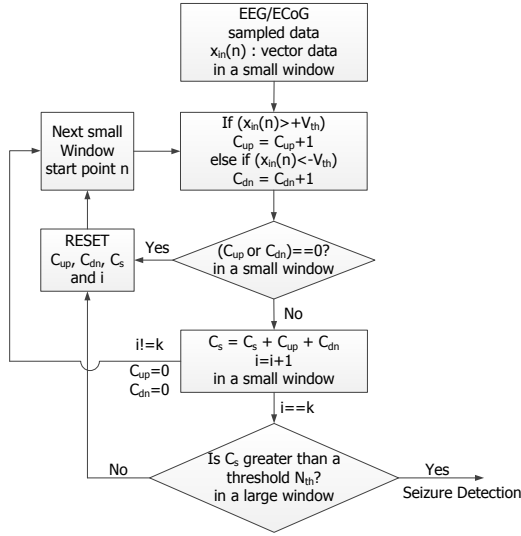 EEG/ECoG
sampled data
x_in(n) : vector data
in a small window
If (x_in(n)>+V_th)
C_up = C_up+1
else if (x_in(n)<-V_th)
C_dn = C_dn+1
Next small
Window
start point n
RESET
C_up, C_dn, C_s
and i
Yes
(C_up or C_dn)==0?
in a small window
No
C_s = C_s + C_up + C_dn
i=i+1
in a small window
i!=k
C_up=0
C_dn=0
i==k
Is C_s greater than a
threshold N_th?
in a large window
No
Yes
Seizure Detection